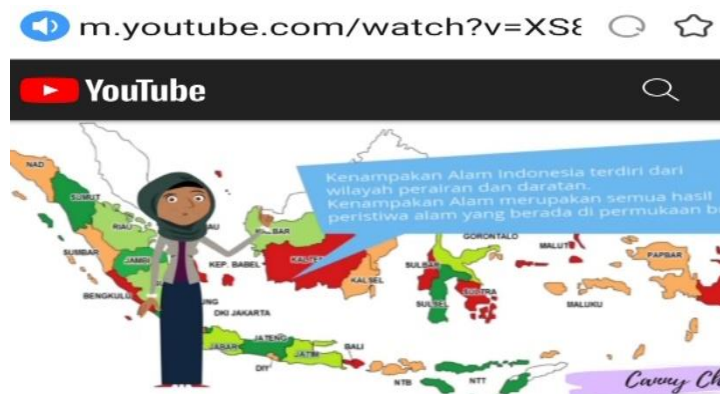 m.youtube.com/watch?v=XS8
YouTube
Kenampakan Alam Indonesia terdiri dari
wilayah perairan dan daratan.
Kenampakan Alam merupakan semua hasil
peristiwa alam yang berada di permukaan b
NAD
SUMUT
RIAU
SUMBAR
JAMBI
BENGKULU
KEP. BABEL
DKI JAKARTA
JABAR
JATENG
DIY
JATIM
BALI
NTB
NTT
KALTENG
KALSEL
SULBAR
SULSEL
SULTRA
GORONTALO
MALUT
MALUKU
PAPBAR
Canny Ch